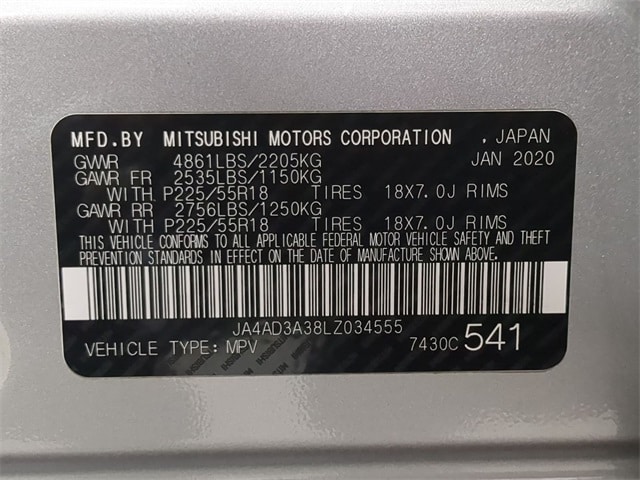 MFD.BY MITSUBISHI MOTORS CORPORATION , JAPAN
GVWR 4861LBS/2205KG JAN 2020
GAWR FR 2535LBS/1150KG
WITH P225/55R18 TIRES 18X7.0J RIMS
GAWR RR 2756LBS/1250KG
WITH P225/55R18 TIRES 18X7.0J RIMS
THIS VEHICLE CONFORMS TO ALL APPLICABLE FEDERAL MOTOR VEHICLE SAFETY AND THEFT
PREVENTION STANDARDS IN EFFECT ON THE DATE OF MANUFACTURE SHOWN ABOVE.
JA4AD3A38LZ034555
VEHICLE TYPE: MPV 7430C 541